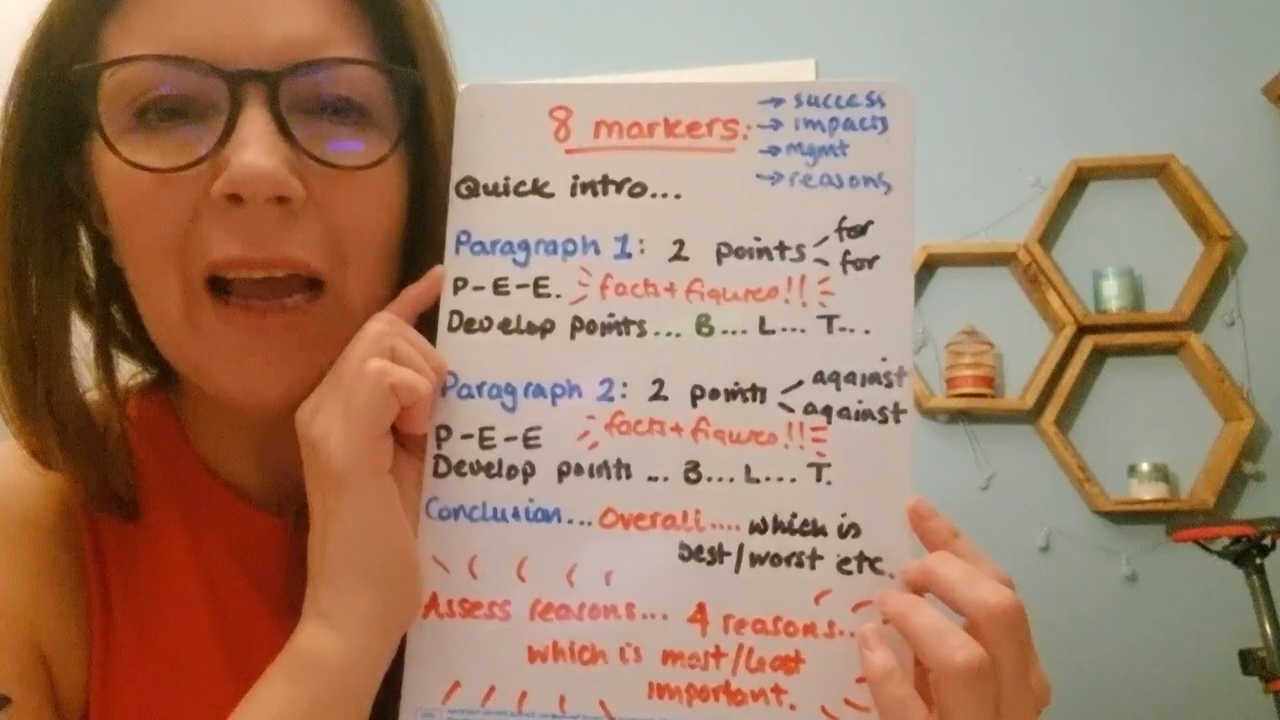 8 markers:
→ success
→ impacts
→ mgmt
→ reasons
Quick intro...
Paragraph 1: 2 points
for
for
P-E-E. facts + figures!!
Develop points... B... L... T...
Paragraph 2: 2 points
against
against
P-E-E facts + figures!!
Develop points ... B... L... T.
Conclusion... Overall.... which is
best/worst etc.
Assess reasons... 4 reasons...
which is most/least
important.